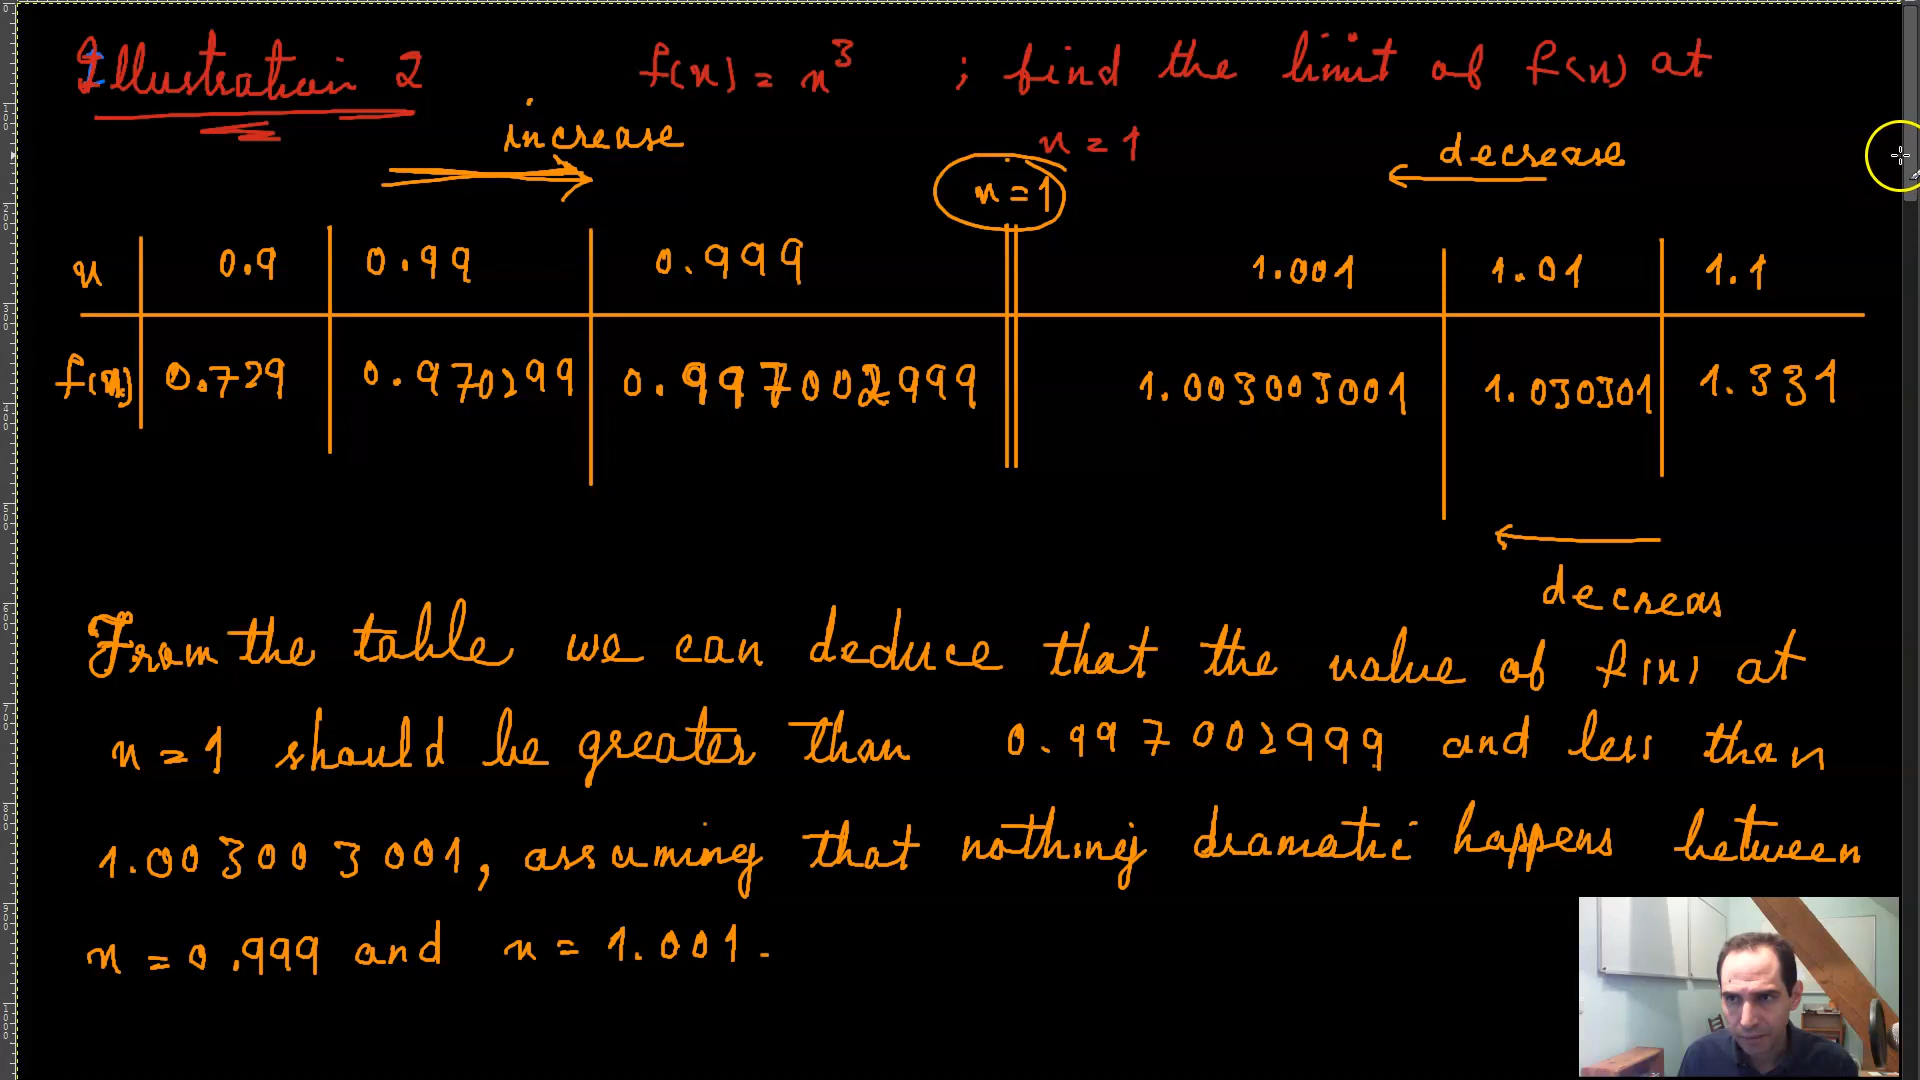 Illustration 2 f(x) = x³ ; find the limit of f(x) at
x = 1
increase
decrease
x = 1
x 0.9 0.99 0.999 1.001 1.01 1.1
f(x) 0.729 0.970299 0.997002999 1.003003001 1.030301 1.331
decreas
From the table we can deduce that the value of f(x) at
x = 1 should be greater than 0.997002999 and less than
1.003003001, assuming that nothing dramatic happens between
x = 0.999 and x = 1.001.